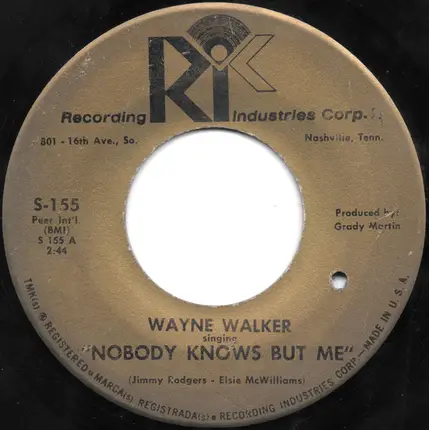 RIC
Recording Industries Corp.
801 - 16th Ave., So. Nashville, Tenn.
S-155
Peer Int'l.
(BMI)
S 155 A
2:44
Produced by:
Grady Martin
WAYNE WALKER
singing
"NOBODY KNOWS BUT ME"
(Jimmy Rodgers - Elsie McWilliams)
TMK(s) ® REGISTERED • MARCA(s) REGISTRADA(s) • RECORDING INDUSTRIES CORP.—MADE IN U.S.A.